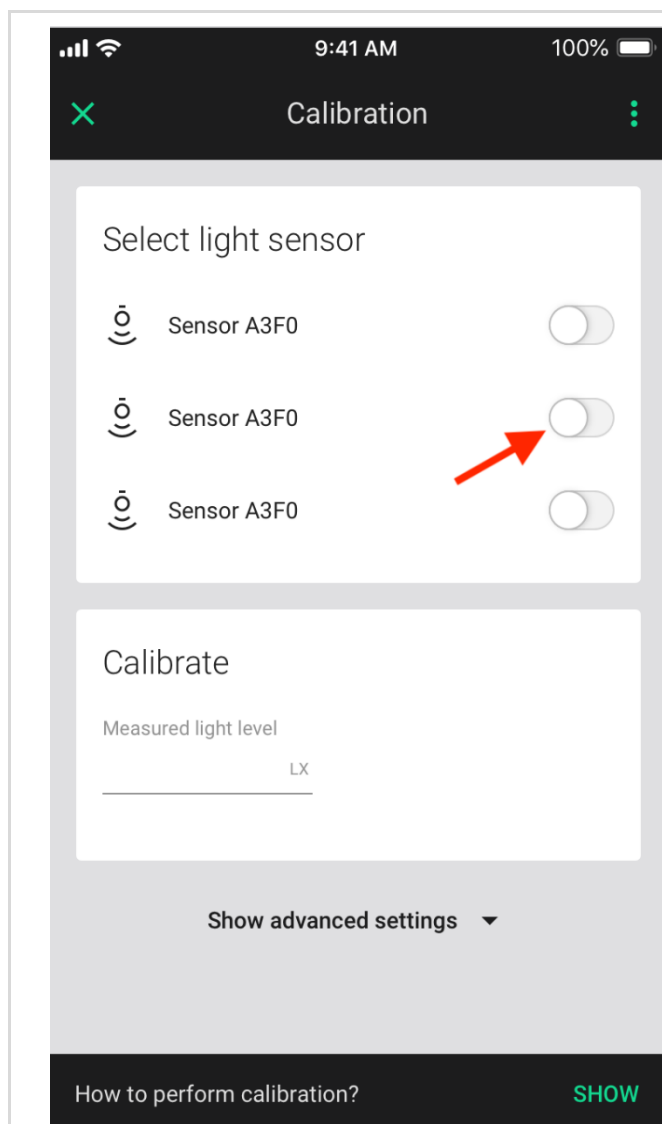 9:41 AM 100%
Calibration
Select light sensor
Sensor A3F0
Sensor A3F0
Sensor A3F0
Calibrate
Measured light level
LX
Show advanced settings
How to perform calibration? SHOW